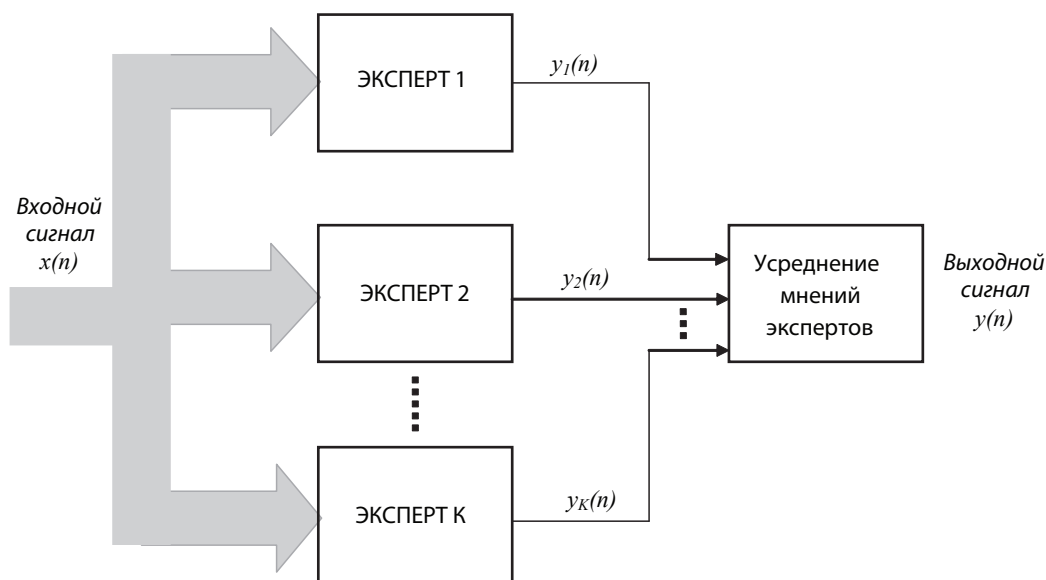 ЭКСПЕРТ 1
y1(n)
Входной
сигнал
x(n)
ЭКСПЕРТ 2
y2(n)
Усреднение
мнений
экспертов
Выходной
сигнал
y(n)
ЭКСПЕРТ К
yK(n)